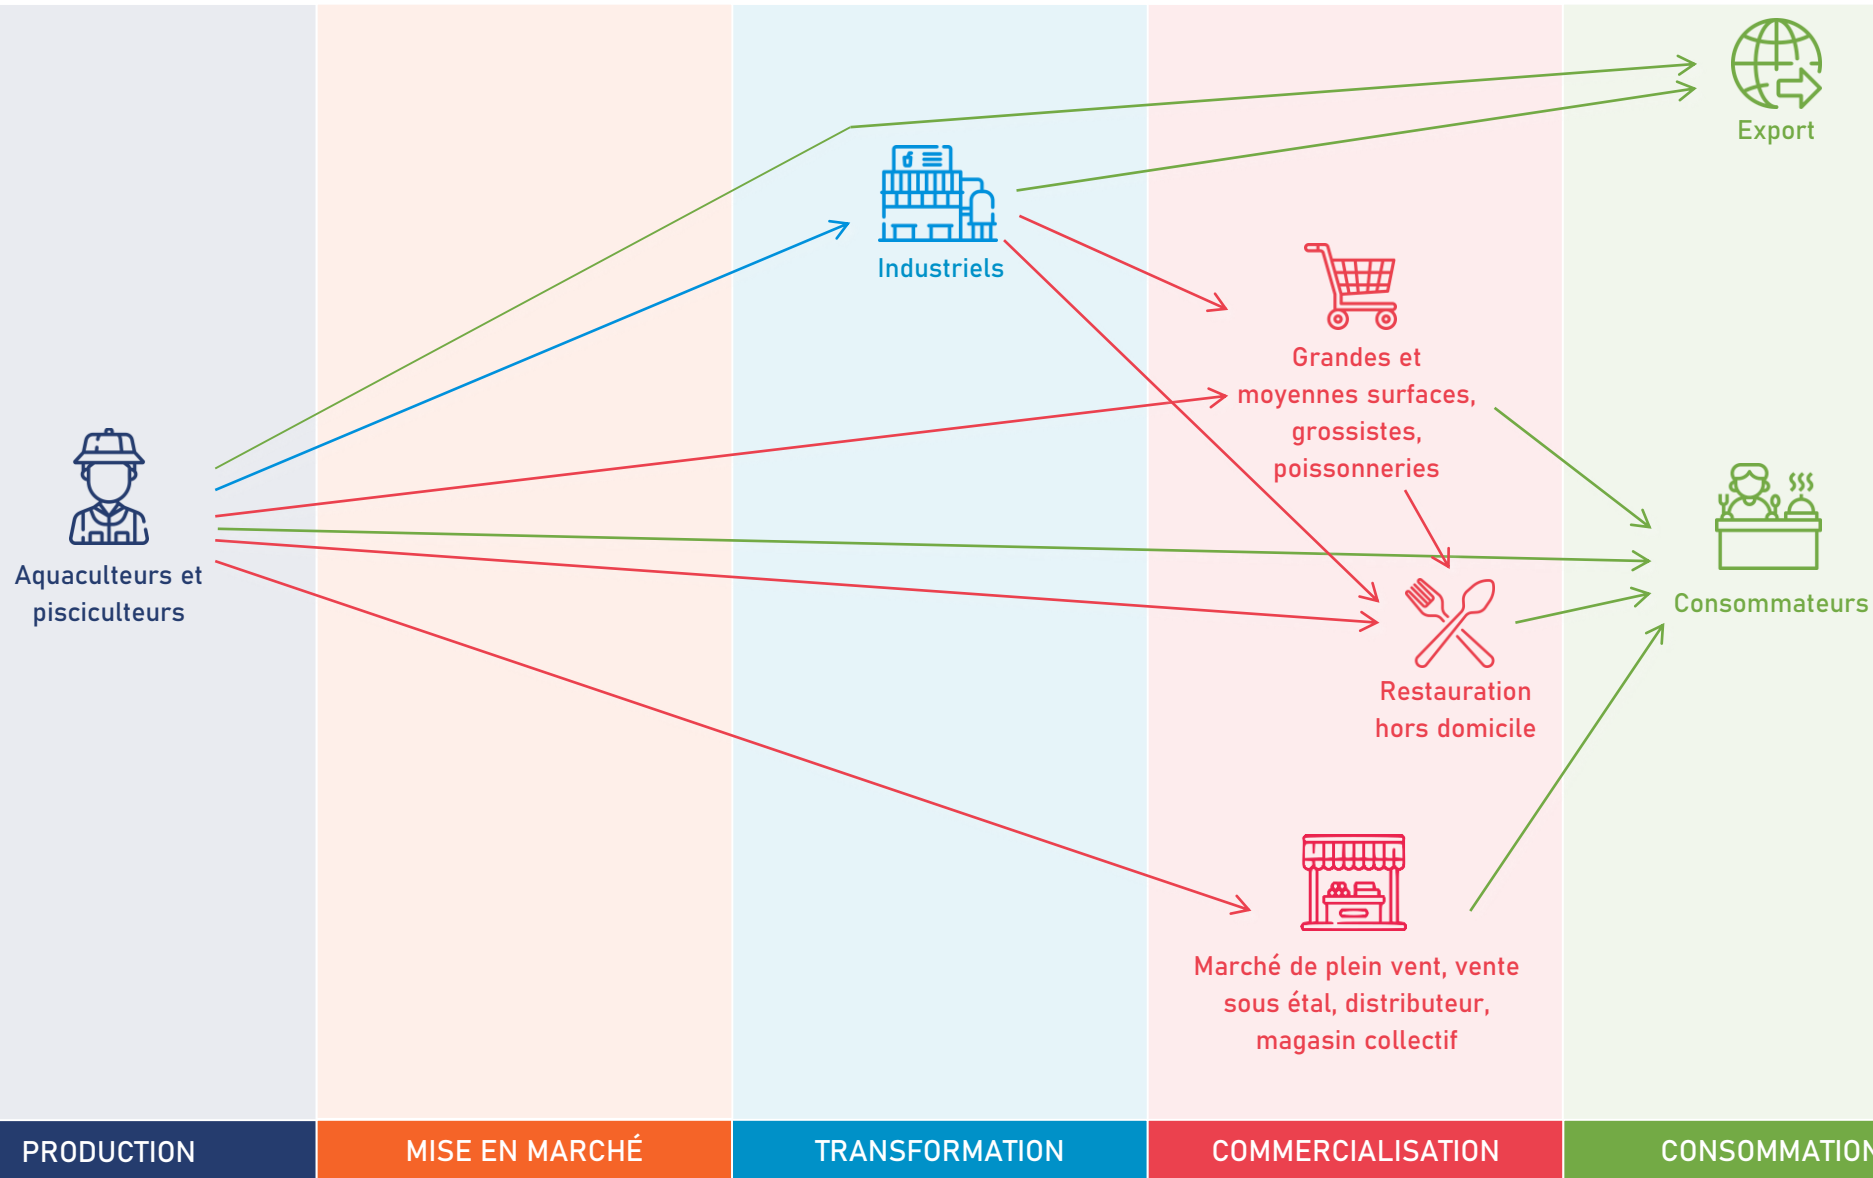 Export
Industriels
Grandes et
moyennes surfaces,
grossistes,
poissonneries
Aquaculteurs et
pisciculteurs
Consommateurs
Restauration
hors domicile
Marché de plein vent, vente
sous étal, distributeur,
magasin collectif
PRODUCTION
MISE EN MARCHÉ
TRANSFORMATION
COMMERCIALISATION
CONSOMMATION